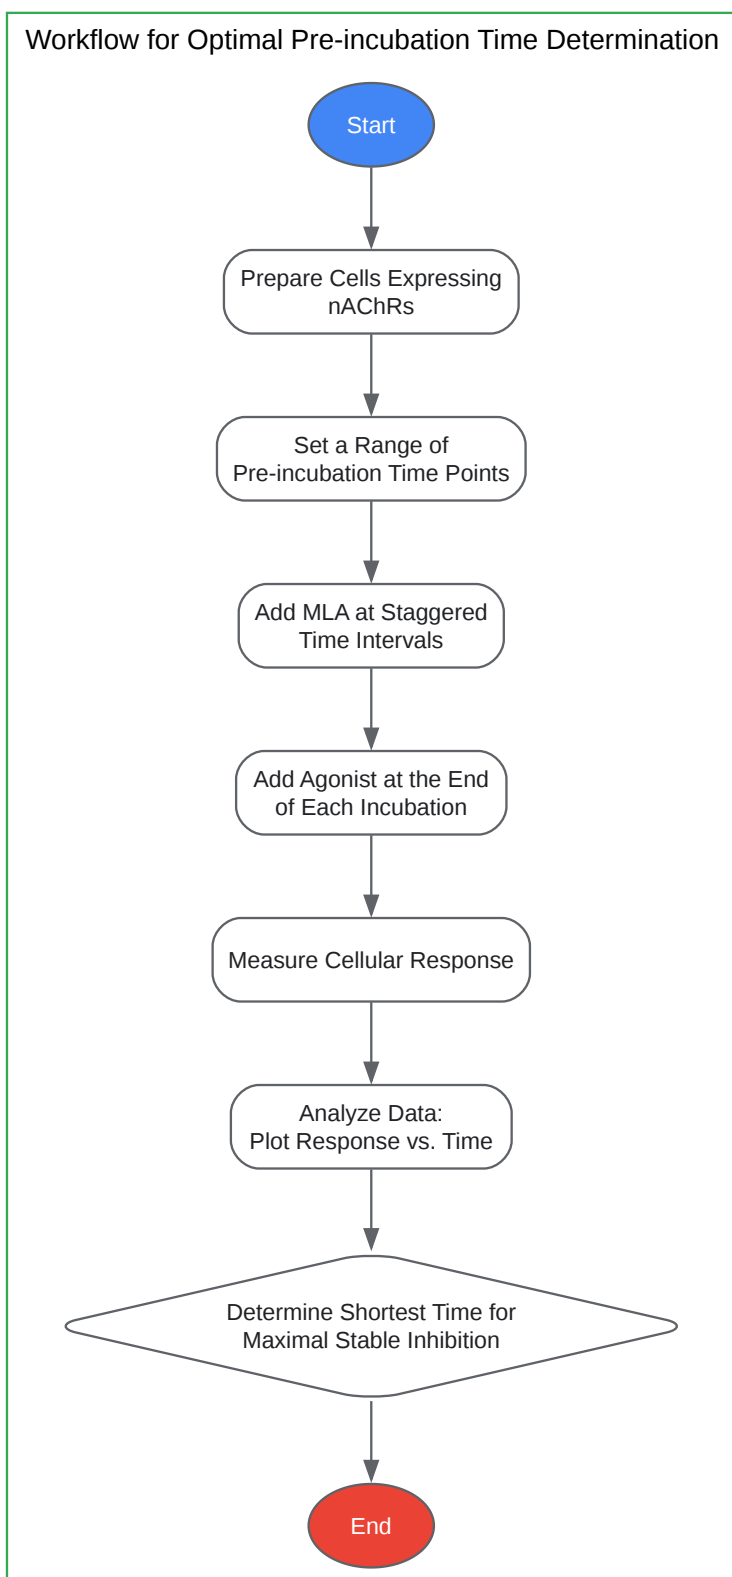 Workflow for Optimal Pre-incubation Time Determination
Start
Prepare Cells Expressing
nAChRs
Set a Range of
Pre-incubation Time Points
Add MLA at Staggered
Time Intervals
Add Agonist at the End
of Each Incubation
Measure Cellular Response
Analyze Data:
Plot Response vs. Time
Determine Shortest Time for
Maximal Stable Inhibition
End